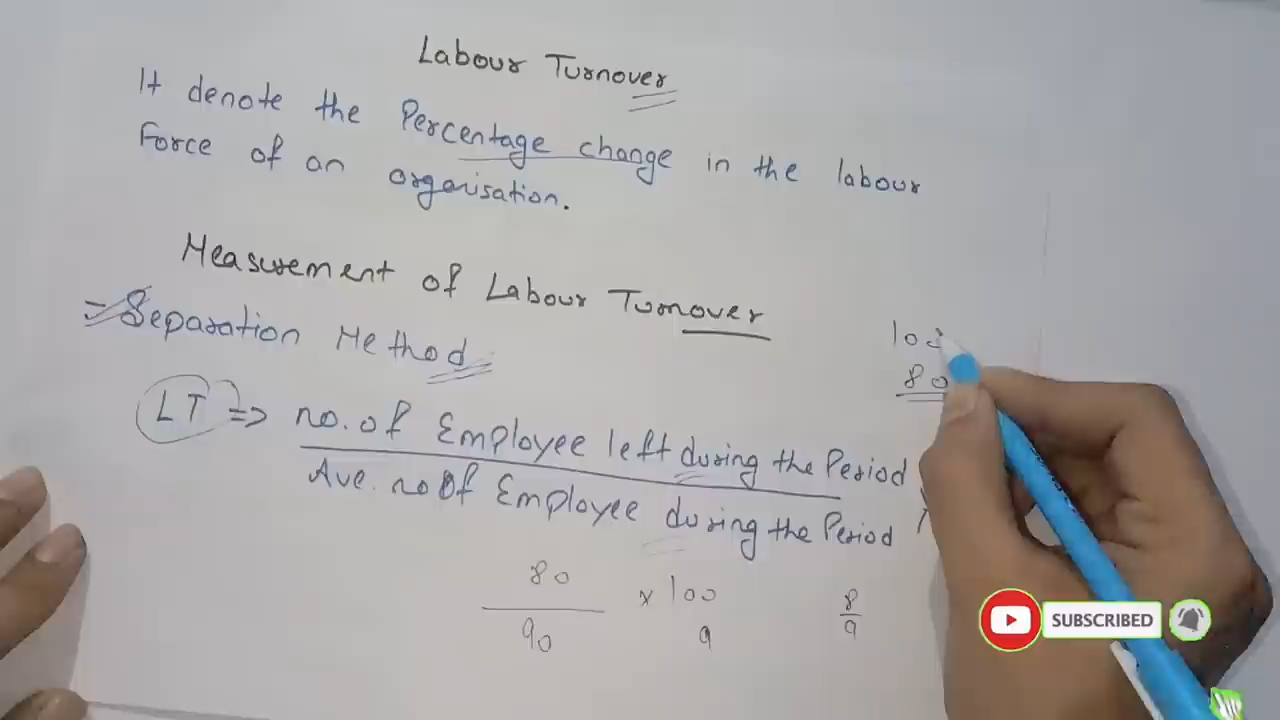 Labour Turnover
It denote the Percentage change in the labour
Force of an organisation.
Measurement of Labour Turnover
Separation Method
LT => no. of Employee left during the Period
Ave. no of Employee during the Period
100
80
80
90
x 100
9
8
9
SUBSCRIBED